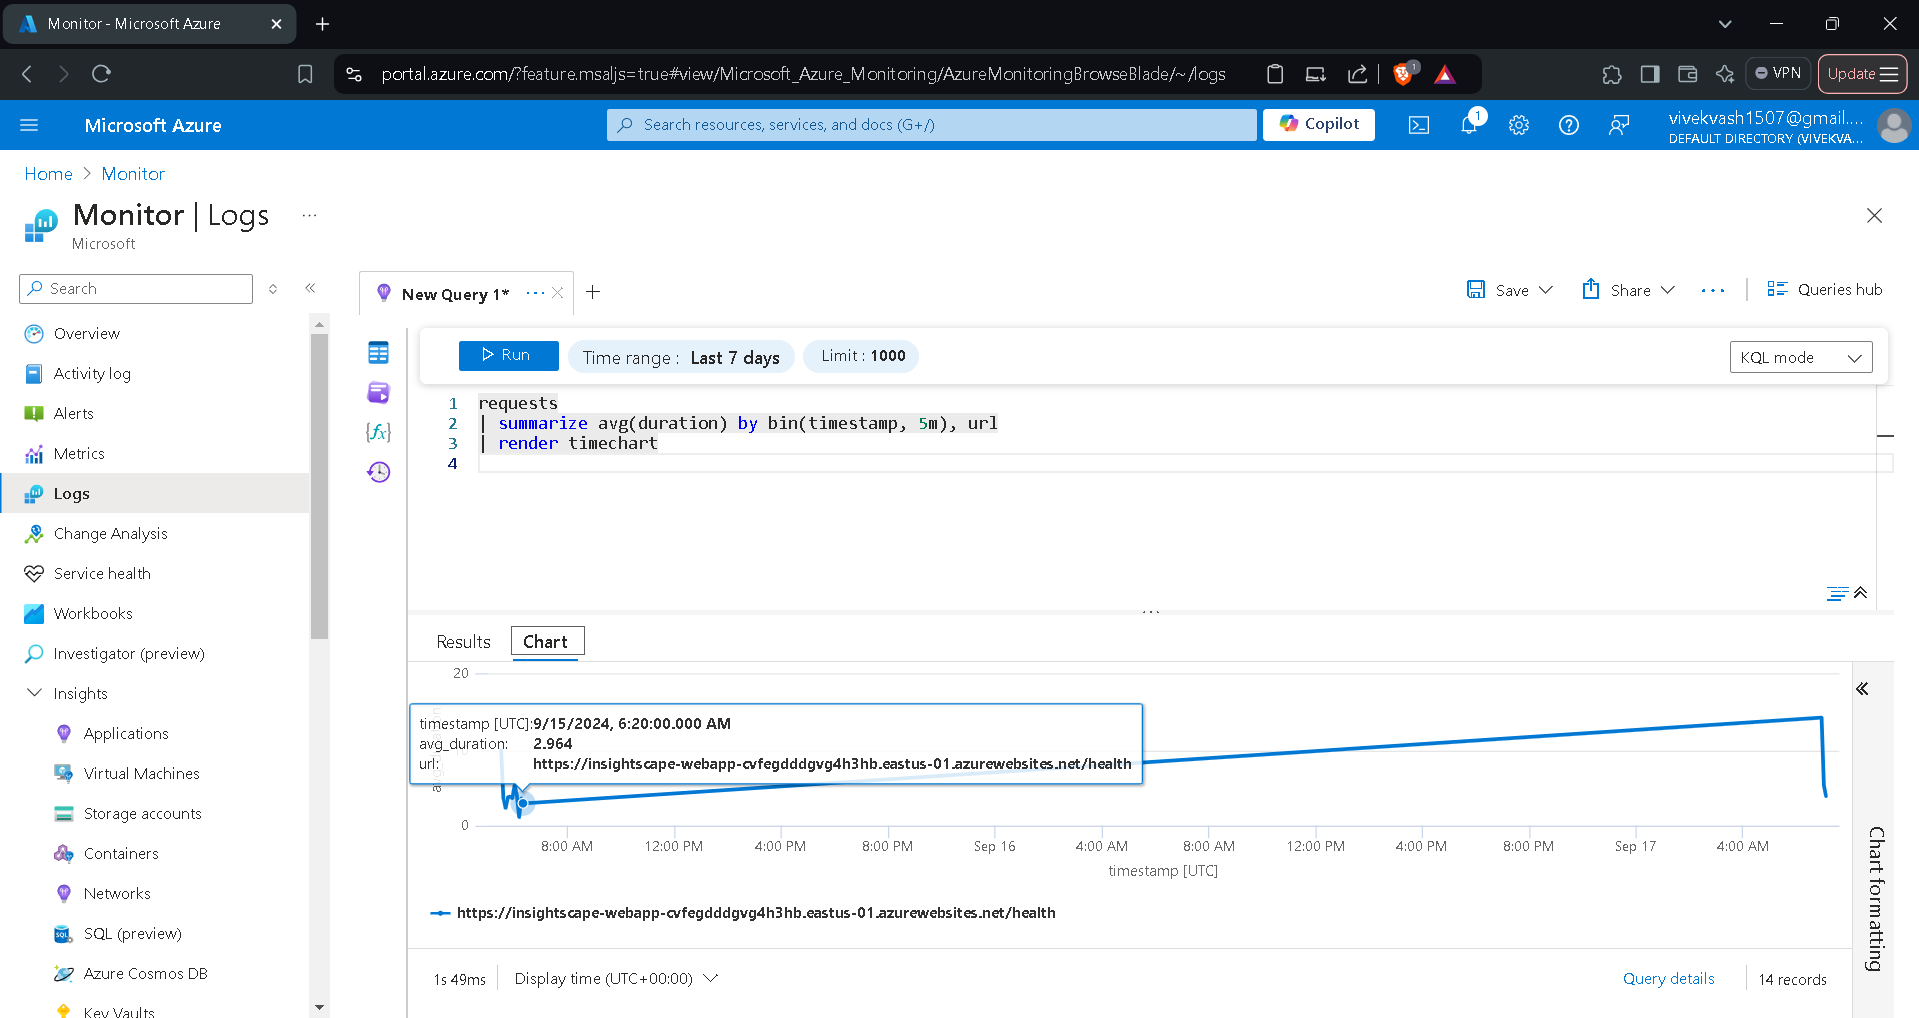 Monitor - Microsoft Azure
portal.azure.com/?feature.msaljs=true#view/Microsoft_Azure_Monitoring/AzureMonitoringBrowseBlade/~/logs
1
VPN
Update
Microsoft Azure
Search resources, services, and docs (G+/)
Copilot
1
vivekvash1507@gmail....
DEFAULT DIRECTORY (VIVEKVA...
Home > Monitor
Monitor | Logs
...
Microsoft
Search
Overview
Activity log
Alerts
Metrics
Logs
Change Analysis
Service health
Workbooks
Investigator (preview)
Insights
Applications
Virtual Machines
Storage accounts
Containers
Networks
SQL
SQL (preview)
Azure Cosmos DB
Key Vaults
New Query 1*
...
Save
Share
...
Queries hub
Run
Time range : Last 7 days
Limit : 1000
KQL mode
1 requests
2 | summarize avg(duration) by bin(timestamp, 5m), url
3 | render timechart
4
Results
Chart
20
timestamp [UTC]: 9/15/2024, 6:20:00.000 AM
avg_duration: 2.964
url: https://insightscape-webapp-cvfegdddgvg4h3hb.eastus-01.azurewebsites.net/health
0
8:00 AM 12:00 PM 4:00 PM 8:00 PM Sep 16 4:00 AM 8:00 AM 12:00 PM 4:00 PM 8:00 PM Sep 17 4:00 AM
timestamp [UTC]
https://insightscape-webapp-cvfegdddgvg4h3hb.eastus-01.azurewebsites.net/health
Chart formatting
1s 49ms
Display time (UTC+00:00)
Query details
14 records